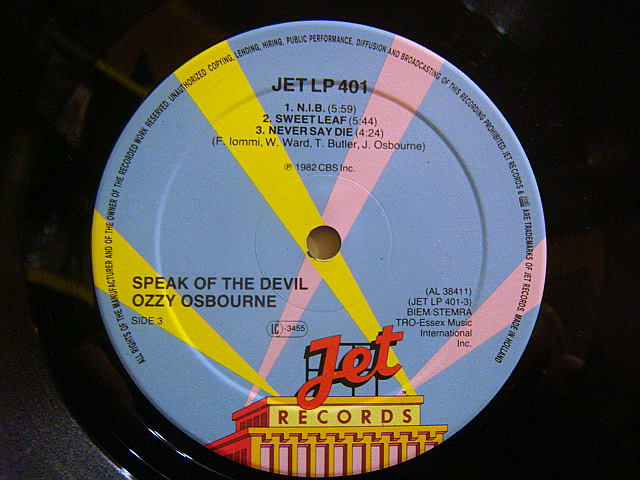 ALL RIGHTS OF THE MANUFACTURER AND OF THE OWNER OF THE RECORDED WORK RESERVED. UNAUTHORIZED COPYING, LENDING, HIRING, PUBLIC PERFORMANCE, DIFFUSION AND BROADCASTING OF THIS RECORDING PROHIBITED. JET RECORDS & ARE TRADEMARKS OF JET RECORDS. MADE IN HOLLAND
JET LP 401
1. N.I.B. (5:59)
2. SWEET LEAF (5:44)
3. NEVER SAY DIE (4:24)
(F. Iommi, W. Ward, T. Butler, J. Osbourne)
℗ 1982 CBS Inc.
SPEAK OF THE DEVIL
OZZY OSBOURNE
SIDE 3
LC-3455
(AL 38411)
(JET LP 401-3)
BIEM/STEMRA
TRO-Essex Music
International
Inc.
Jet
RECORDS